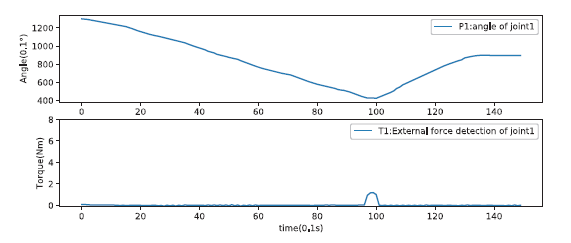 P1:angle of joint1
Angle(0,1°)
1200
1000
800
600
400
0 20 40 60 80 100 120 140
T1:External force detection of joint1
Torque(Nm)
8
6
4
2
0
0 20 40 60 80 100 120 140
time(0,1s)